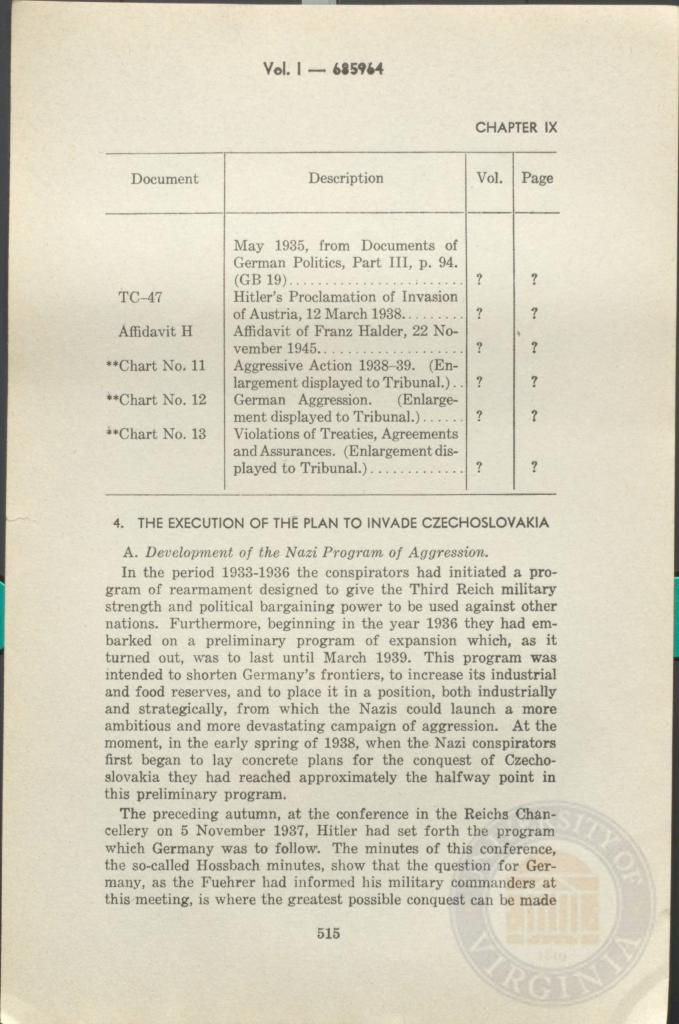 Vol. I — 685964
CHAPTER IX
Document Description Vol. Page
May 1935, from Documents of
German Politics, Part III, p. 94.
(GB 19)........................ ? ?
TC-47 Hitler's Proclamation of Invasion
of Austria, 12 March 1938......... ? ?
Affidavit H Affidavit of Franz Halder, 22 No-
vember 1945.................... ? ?
**Chart No. 11 Aggressive Action 1938-39. (En-
largement displayed to Tribunal.).. ? ?
**Chart No. 12 German Aggression. (Enlarge-
ment displayed to Tribunal.)...... ? ?
**Chart No. 13 Violations of Treaties, Agreements
and Assurances. (Enlargement dis-
played to Tribunal.)............. ? ?
4. THE EXECUTION OF THE PLAN TO INVADE CZECHOSLOVAKIA
A. Development of the Nazi Program of Aggression.
In the period 1933-1936 the conspirators had initiated a pro-
gram of rearmament designed to give the Third Reich military
strength and political bargaining power to be used against other
nations. Furthermore, beginning in the year 1936 they had em-
barked on a preliminary program of expansion which, as it
turned out, was to last until March 1939. This program was
intended to shorten Germany's frontiers, to increase its industrial
and food reserves, and to place it in a position, both industrially
and strategically, from which the Nazis could launch a more
ambitious and more devastating campaign of aggression. At the
moment, in the early spring of 1938, when the Nazi conspirators
first began to lay concrete plans for the conquest of Czecho-
slovakia they had reached approximately the halfway point in
this preliminary program.
The preceding autumn, at the conference in the Reichs Chan-
cellery on 5 November 1937, Hitler had set forth the program
which Germany was to follow. The minutes of this conference,
the so-called Hossbach minutes, show that the question for Ger-
many, as the Fuehrer had informed his military commanders at
this meeting, is where the greatest possible conquest can be made
515
UNIVERSITY OF VIRGINIA
1819